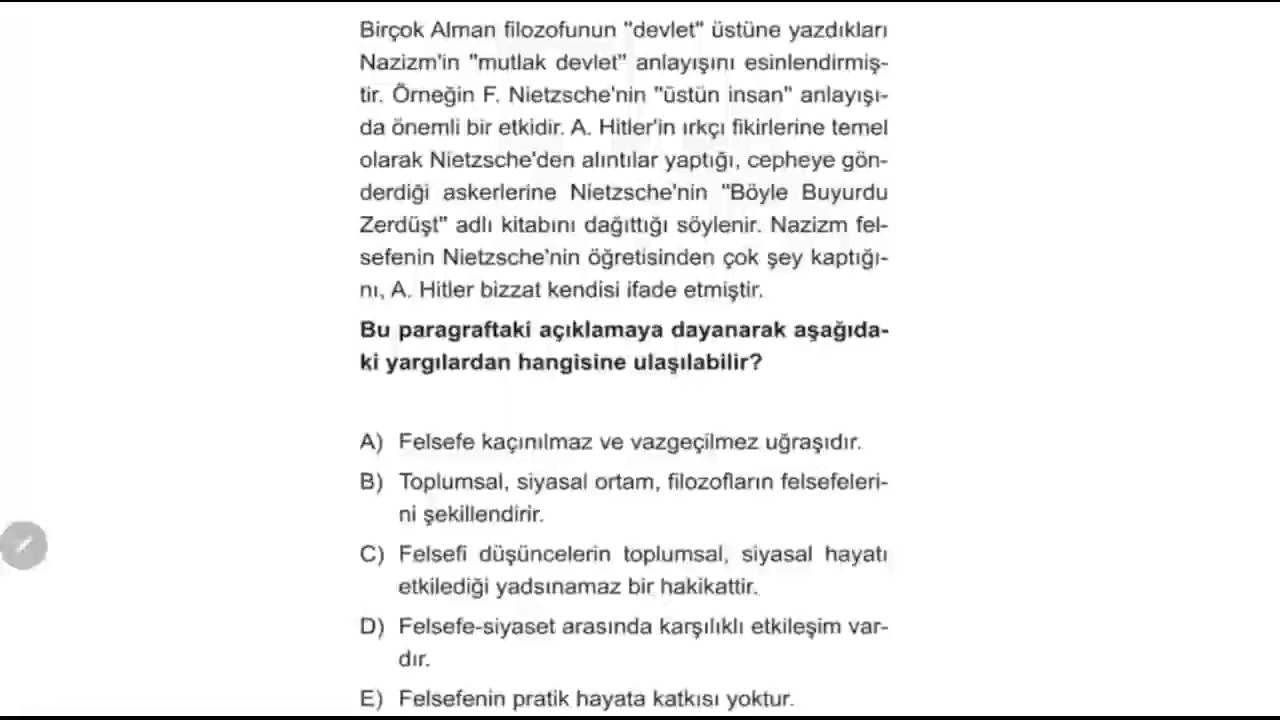 Birçok Alman filozofunun "devlet" üstüne yazdıkları
Nazizm'in "mutlak devlet" anlayışını esinlendirmiş-
tir. Örneğin F. Nietzsche'nin "üstün insan" anlayışı-
da önemli bir etkidir. A. Hitler'in ırkçı fikirlerine temel
olarak Nietzsche'den alıntılar yaptığı, cepheye gön-
derdiği askerlerine Nietzsche'nin "Böyle Buyurdu
Zerdüşt" adlı kitabını dağıttığı söylenir. Nazizm fel-
sefenin Nietzsche'nin öğretisinden çok şey kaptığı-
nı, A. Hitler bizzat kendisi ifade etmiştir.
Bu paragraftaki açıklamaya dayanarak aşağıda-
ki yargılardan hangisine ulaşılabilir?
A) Felsefe kaçınılmaz ve vazgeçilmez uğraşıdır.
B) Toplumsal, siyasal ortam, filozofların felsefeleri-
ni şekillendirir.
C) Felsefi düşüncelerin toplumsal, siyasal hayatı
etkilediği yadsınamaz bir hakikattir.
D) Felsefe-siyaset arasında karşılıklı etkileşim var-
dır.
E) Felsefenin pratik hayata katkısı yoktur.